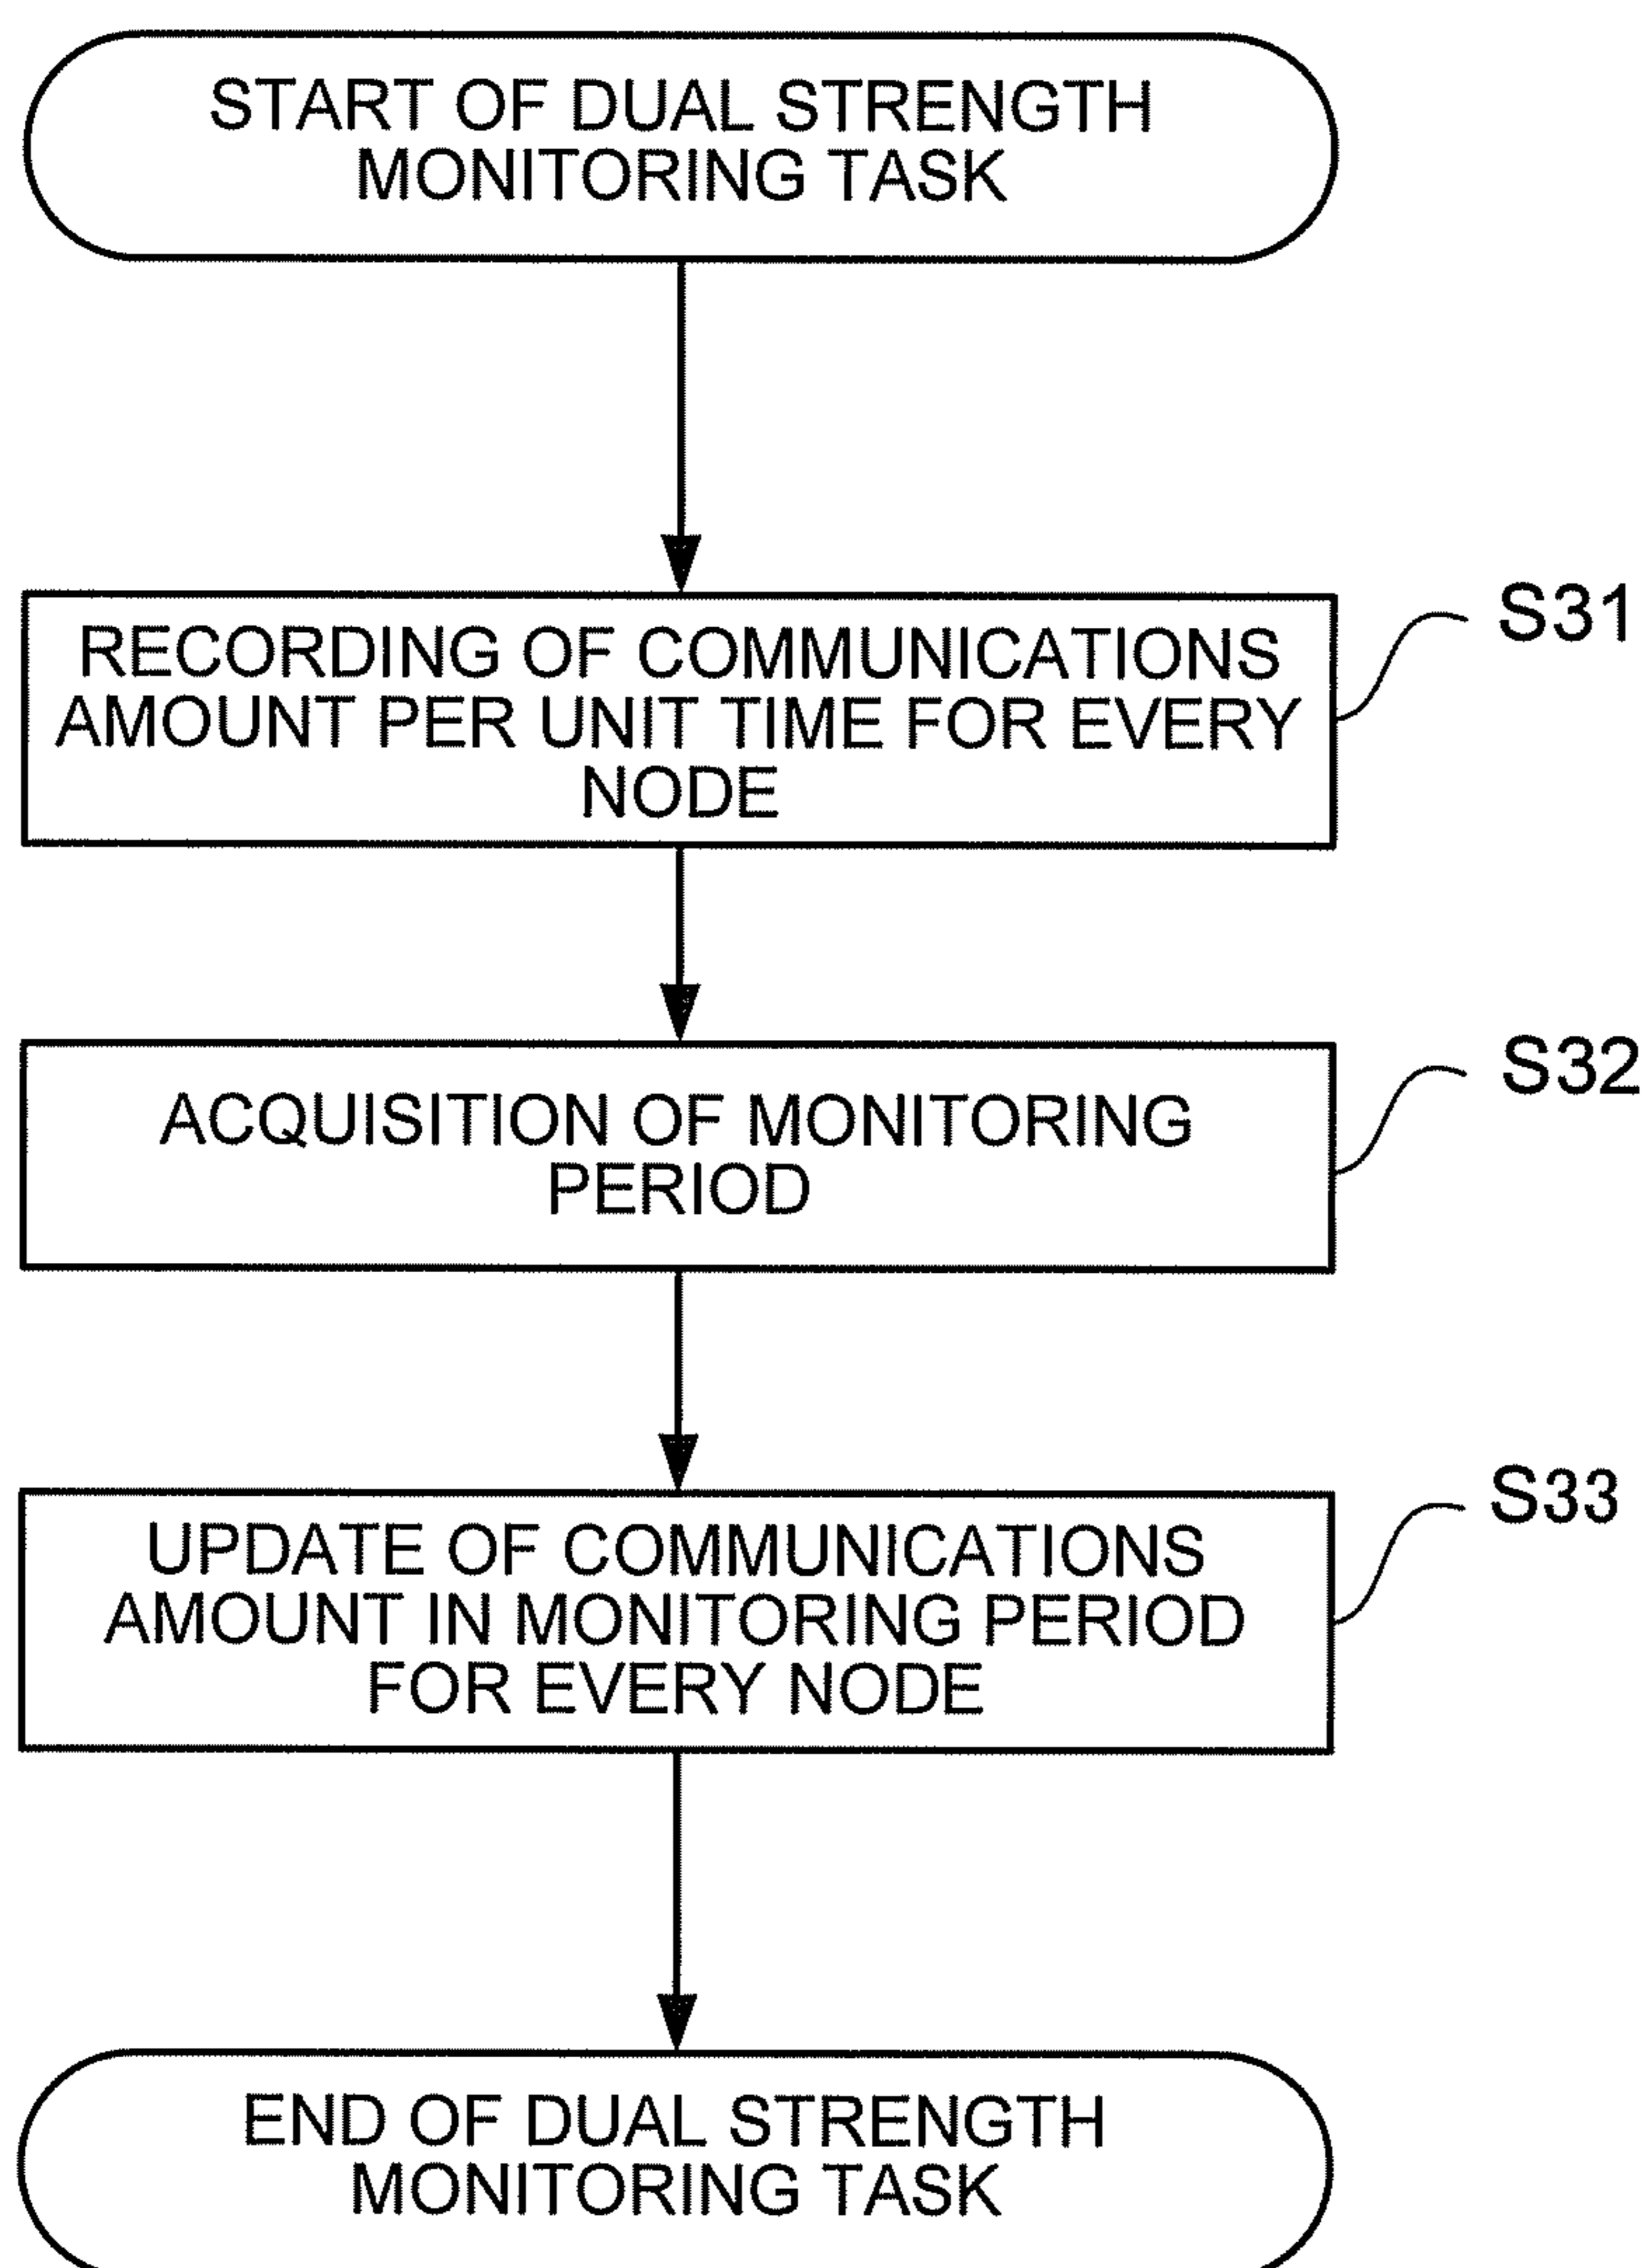 START OF DUAL STRENGTH
MONITORING TASK
RECORDING OF COMMUNICATIONS
AMOUNT PER UNIT TIME FOR EVERY
NODE
S31
ACQUISITION OF MONITORING
PERIOD
S32
UPDATE OF COMMUNICATIONS
AMOUNT IN MONITORING PERIOD
FOR EVERY NODE
S33
END OF DUAL STRENGTH
MONITORING TASK